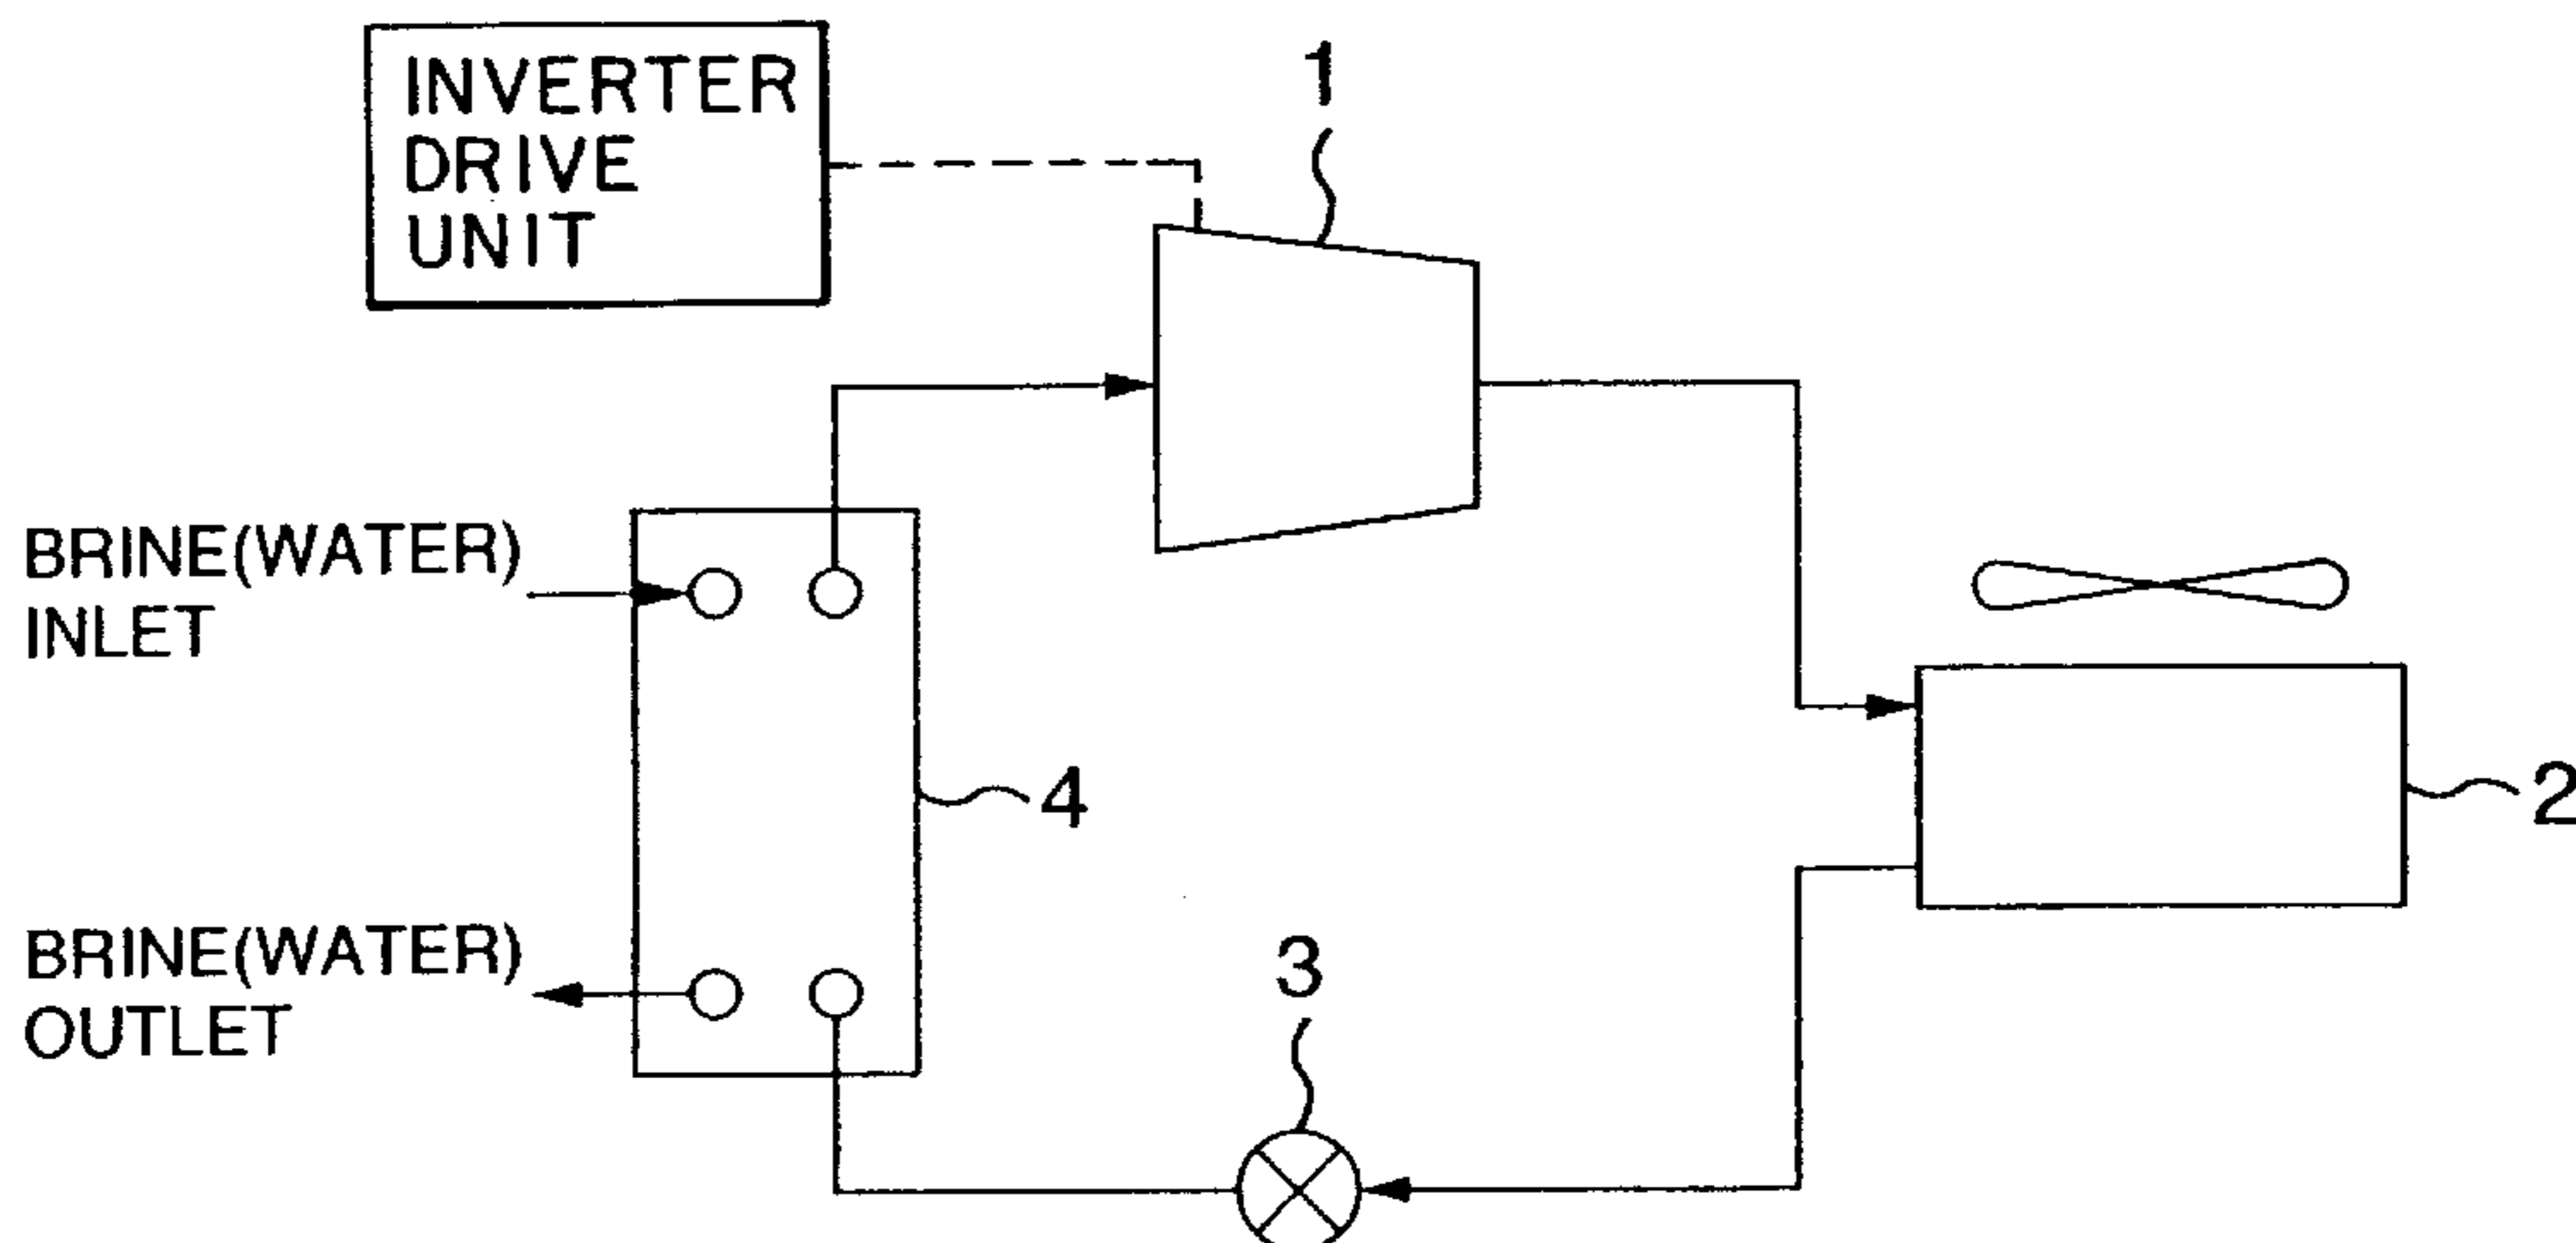 INVERTER
DRIVE
UNIT
1
BRINE(WATER)
INLET
4
2
BRINE(WATER)
OUTLET
3